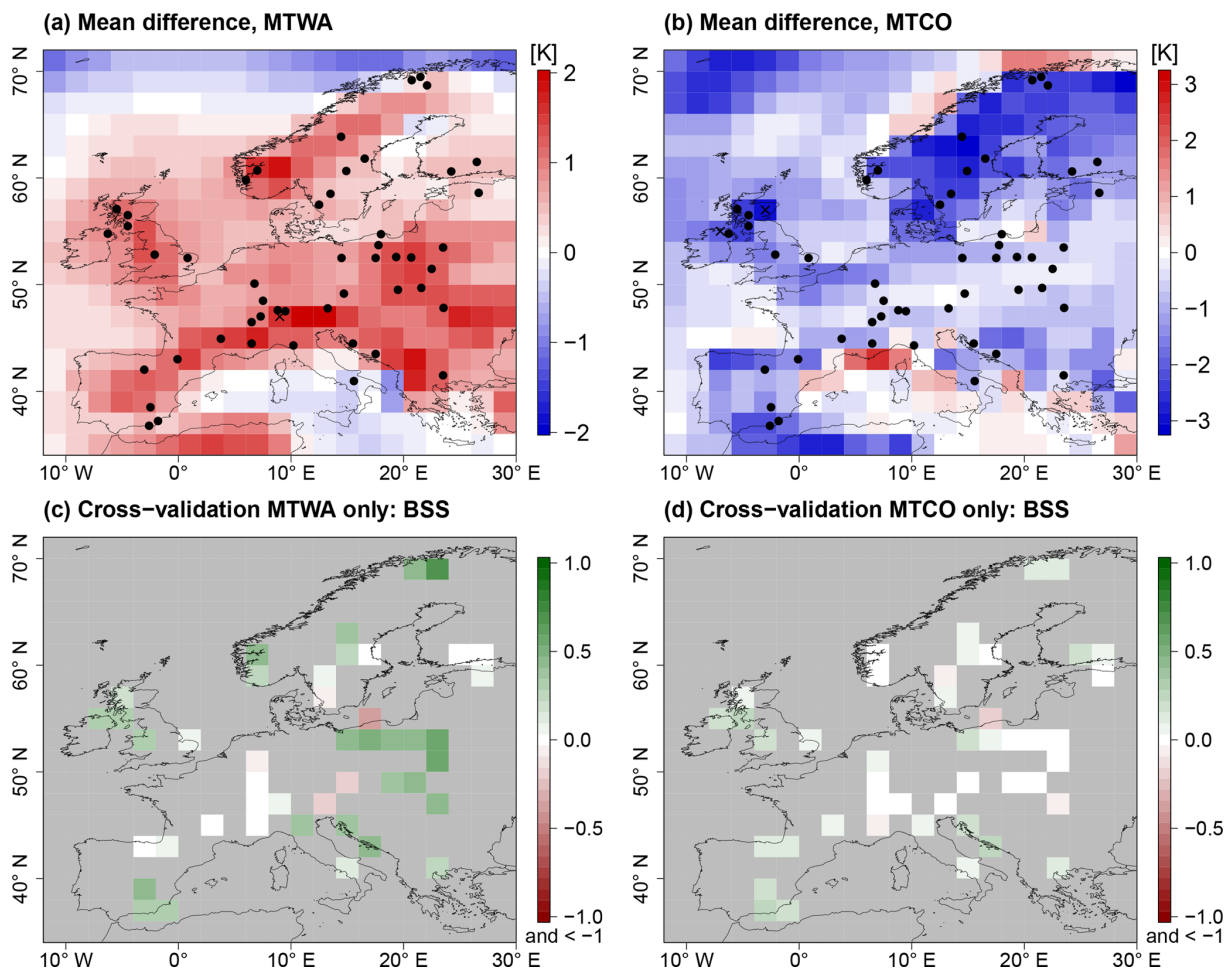 (a) Mean difference, MTWA
(b) Mean difference, MTCO
[K]
[K]
70° N
60° N
50° N
40° N
2
1
0
−1
−2
70° N
60° N
50° N
40° N
3
2
1
0
−1
−2
−3
10° W
0°
10° E
20° E
30° E
10° W
0°
10° E
20° E
30° E
(c) Cross−validation MTWA only: BSS
(d) Cross−validation MTCO only: BSS
70° N
60° N
50° N
40° N
1.0
0.5
0.0
−0.5
−1.0
and < −1
70° N
60° N
50° N
40° N
1.0
0.5
0.0
−0.5
−1.0
and < −1
10° W
0°
10° E
20° E
30° E
10° W
0°
10° E
20° E
30° E